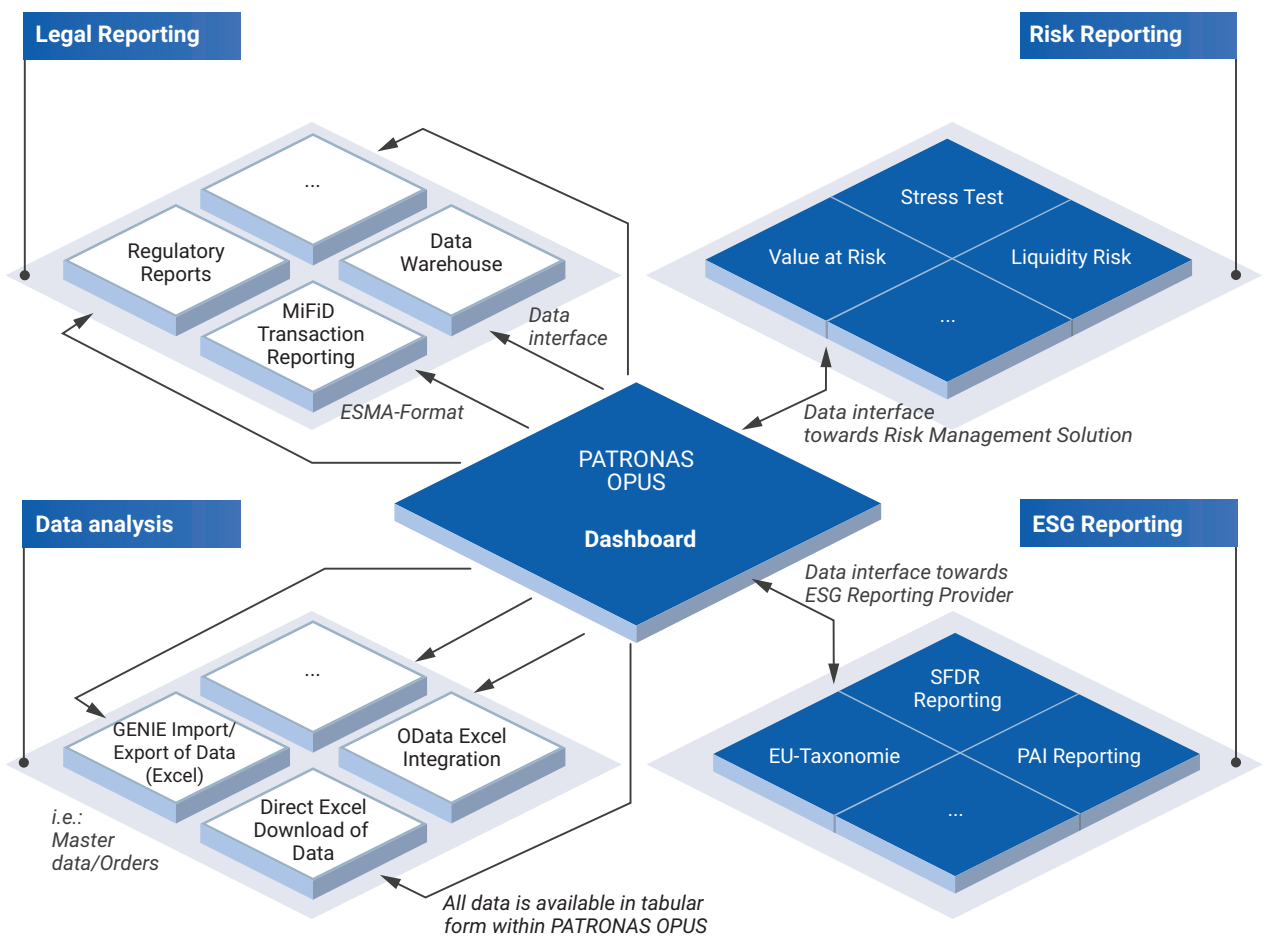 Legal Reporting
Risk Reporting
...
Regulatory
Reports
Data
Warehouse
MiFiD
Transaction
Reporting
Data
interface
ESMA-Format
Stress Test
Value at Risk
Liquidity Risk
...
Data interface
towards Risk Management Solution
PATRONAS
OPUS
Dashboard
Data analysis
ESG Reporting
Data interface towards
ESG Reporting Provider
...
GENIE Import/
Export of Data
(Excel)
OData Excel
Integration
Direct Excel
Download of
Data
i.e.:
Master
data/Orders
All data is available in tabular
form within PATRONAS OPUS
SFDR
Reporting
EU-Taxonomie
PAI Reporting
...